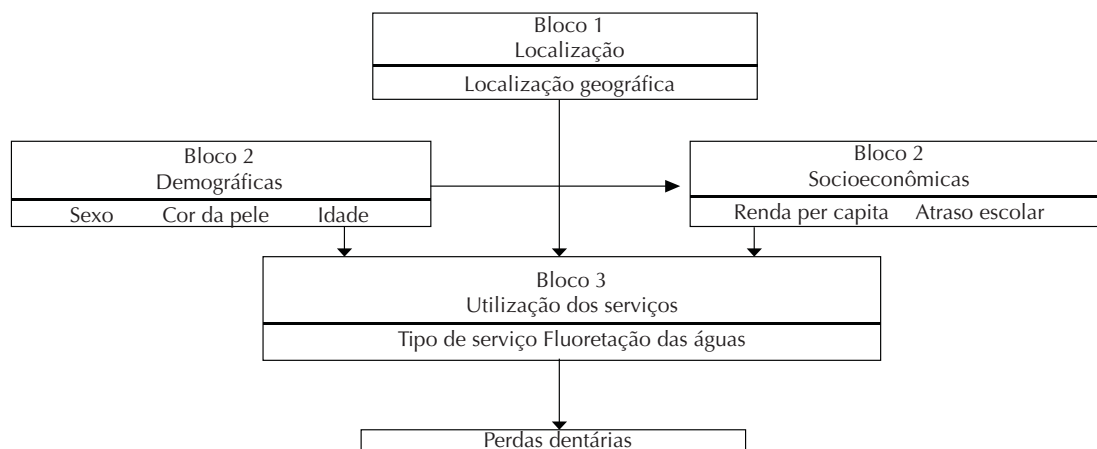 Bloco 1
Localização
Localização geográfica
Bloco 2
Demográficas
Sexo Cor da pele Idade
Bloco 2
Socioeconômicas
Renda per capita Atraso escolar
Bloco 3
Utilização dos serviços
Tipo de serviço Fluoretação das águas
Perdas dentárias